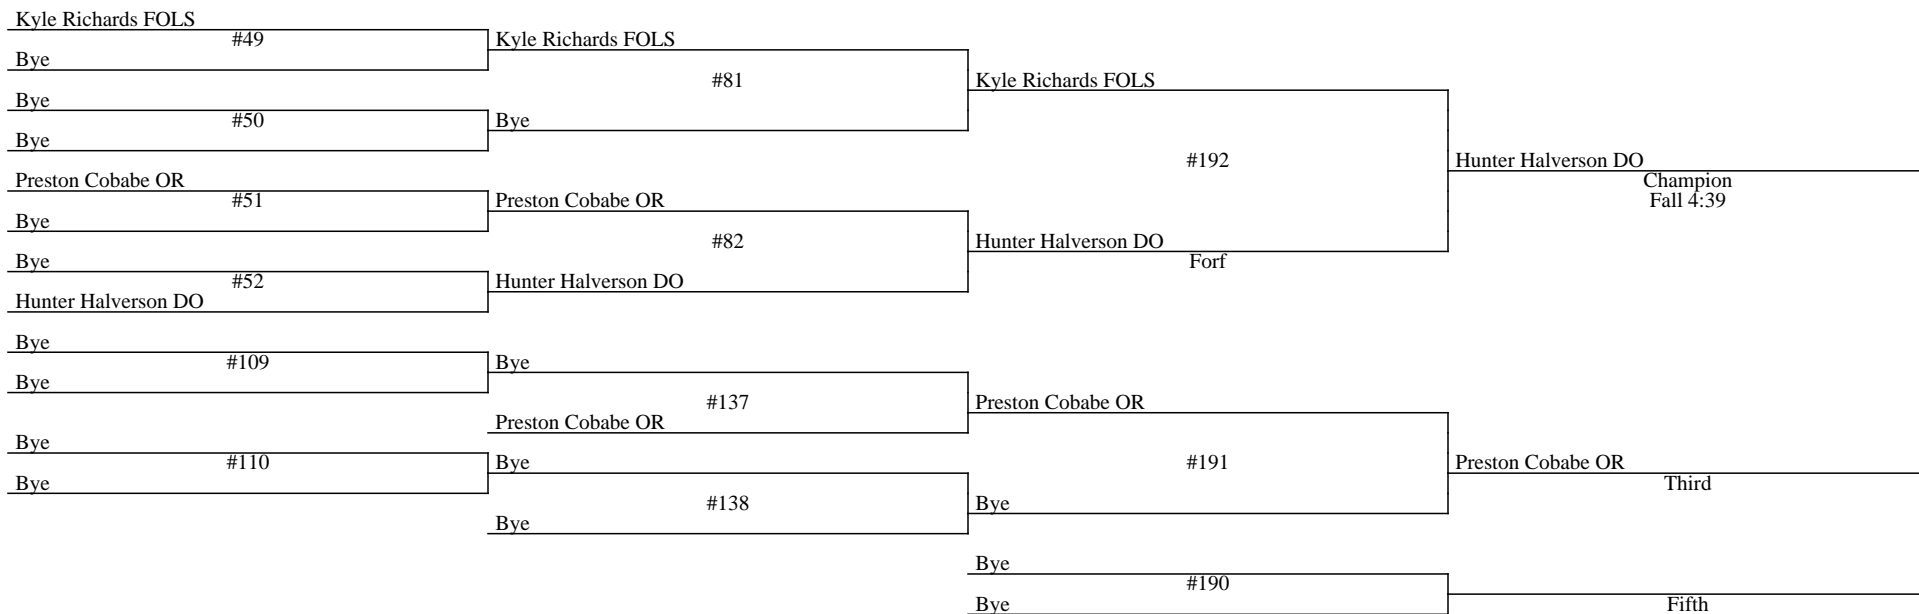 Kyle Richards FOLS
#49
Kyle Richards FOLS
Bye
#81
Kyle Richards FOLS
Bye
#50
Bye
Bye
#192
Hunter Halverson DO
Preston Cobabe OR
Champion
#51
Preston Cobabe OR
Fall 4:39
Bye
#82
Hunter Halverson DO
Bye
Forf
#52
Hunter Halverson DO
Hunter Halverson DO
Bye
#109
Bye
Bye
#137
Preston Cobabe OR
Preston Cobabe OR
Bye
#110
Bye
#191
Preston Cobabe OR
Bye
Third
#138
Bye
Bye
Bye
#190
Bye
Fifth